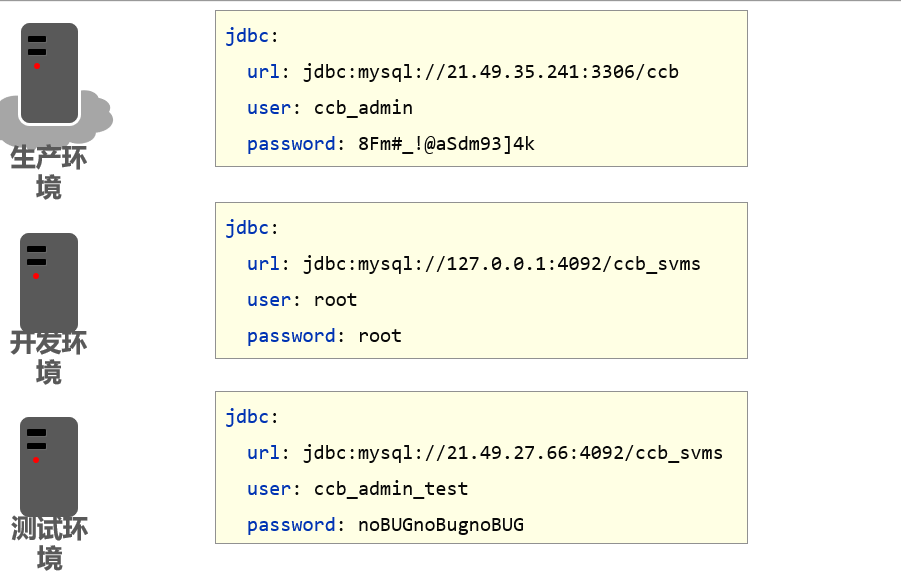 生产环
境
jdbc:
url: jdbc:mysql://21.49.35.241:3306/ccb
user: ccb_admin
password: 8Fm#_!@aSdm93]4k
开发环
境
jdbc:
url: jdbc:mysql://127.0.0.1:4092/ccb_svms
user: root
password: root
测试环
境
jdbc:
url: jdbc:mysql://21.49.27.66:4092/ccb_svms
user: ccb_admin_test
password: noBUGnoBugnoBUG